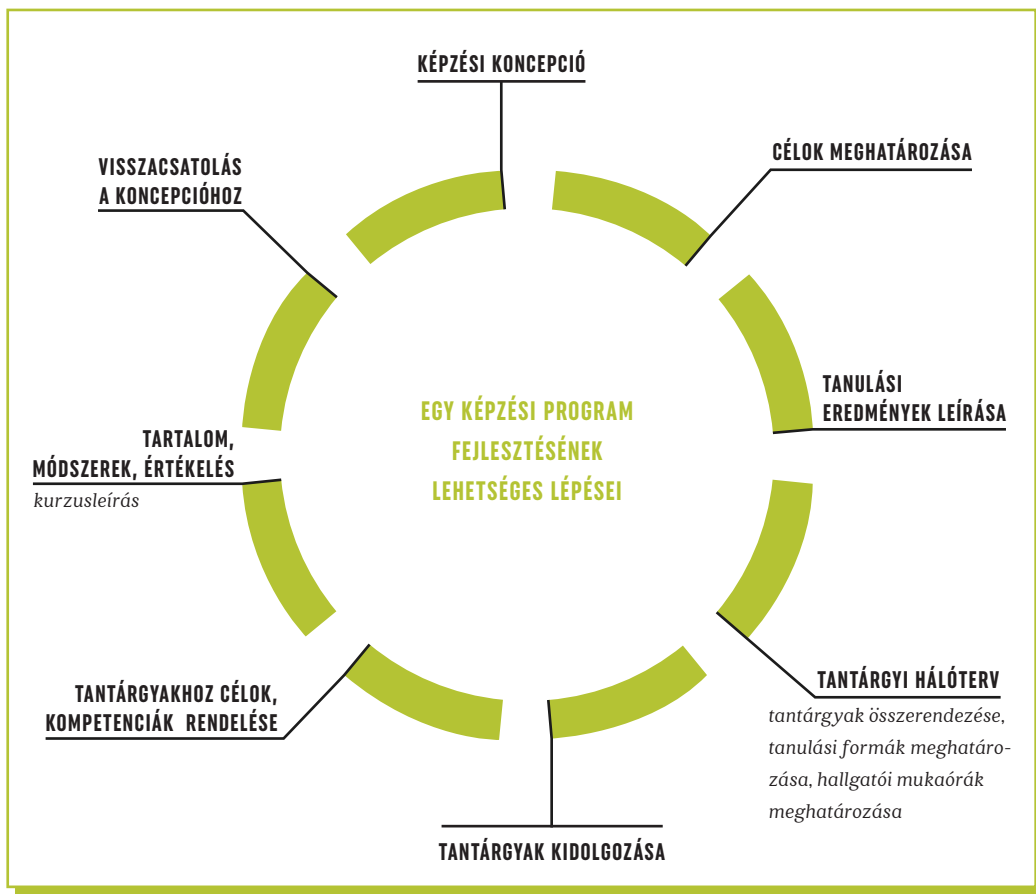 KÉPZÉSI KONCEPCIÓ
CÉLOK MEGHATÁROZÁSA
TANULÁSI
EREDMÉNYEK LEÍRÁSA
TANTÁRGYI HÁLÓTERV
tantárgyak összerendezése,
tanulási formák meghatáro-
zása, hallgatói mukaórák
meghatározása
TANTÁRGYAK KIDOLGOZÁSA
TANTÁRGYAKHOZ CÉLOK,
KOMPETENCIÁK RENDELÉSE
TARTALOM,
MÓDSZEREK, ÉRTÉKELÉS
kurzusleírás
VISSZACSATOLÁS
A KONCEPCIÓHOZ
EGY KÉPZÉSI PROGRAM
FEJLESZTÉSÉNEK
LEHETSÉGES LÉPÉSEI